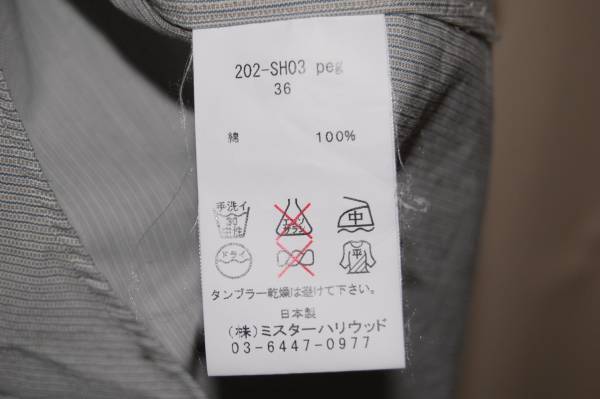 202-SH03 peg
36
綿 100%
手洗イ
中性
エンソサラシ
中
ドライ
平
タンブラー乾燥は避けて下さい。
日本製
(株)ミスターハリウッド
03-6447-0977